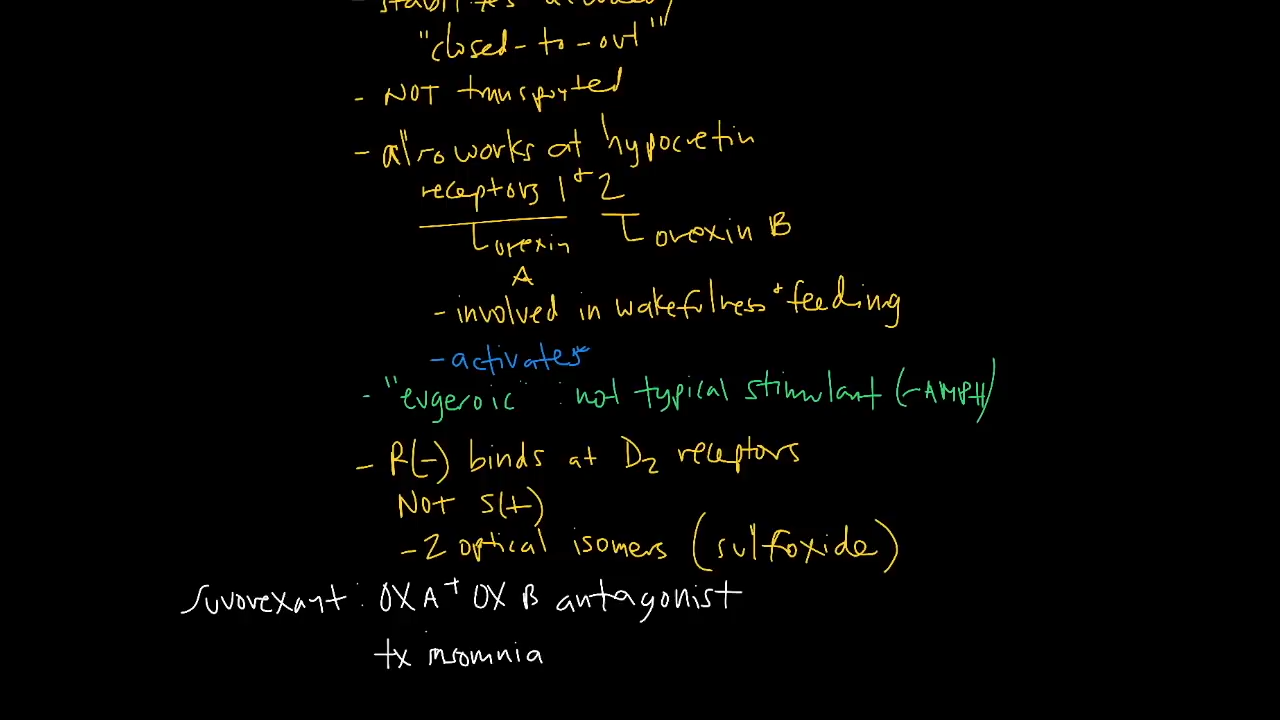 "closed-to-out"
- NOT transported
- also works at hypocretin
receptors 1 + 2
orexin A
orexin B
- involved in wakefulness + feeding
- activates
- "eugeroic" : not typical stimulant (-AMPH)
- R(-) binds at D2 receptors
NOT S(+)
- 2 optical isomers (sulfoxide)
Suvorexant : OX A + OX B antagonist
tx insomnia